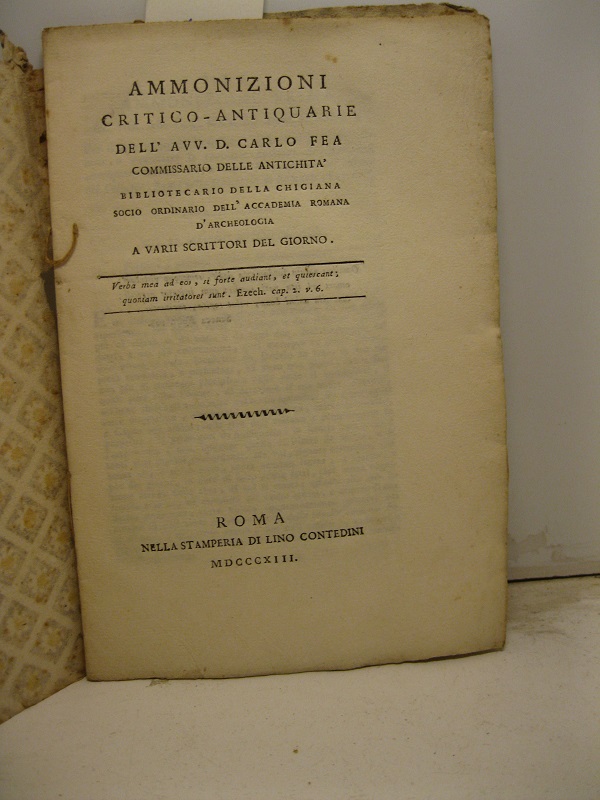 AMMONIZIONI
CRITICO-ANTIQUARIE
DELL' AVV. D. CARLO FEA
COMMISSARIO DELLE ANTICHITA'
BIBLIOTECARIO DELLA CHIGIANA
SOCIO ORDINARIO DELL' ACCADEMIA ROMANA
D' ARCHEOLOGIA
A VARII SCRITTORI DEL GIORNO.
Verba mea ad eos, si forte audiant, et quiescant;
quoniam irritatores sunt. Ezech. cap. 2. v. 6.
ROMA
NELLA STAMPERIA DI LINO CONTEDINI
MDCCCXIII.